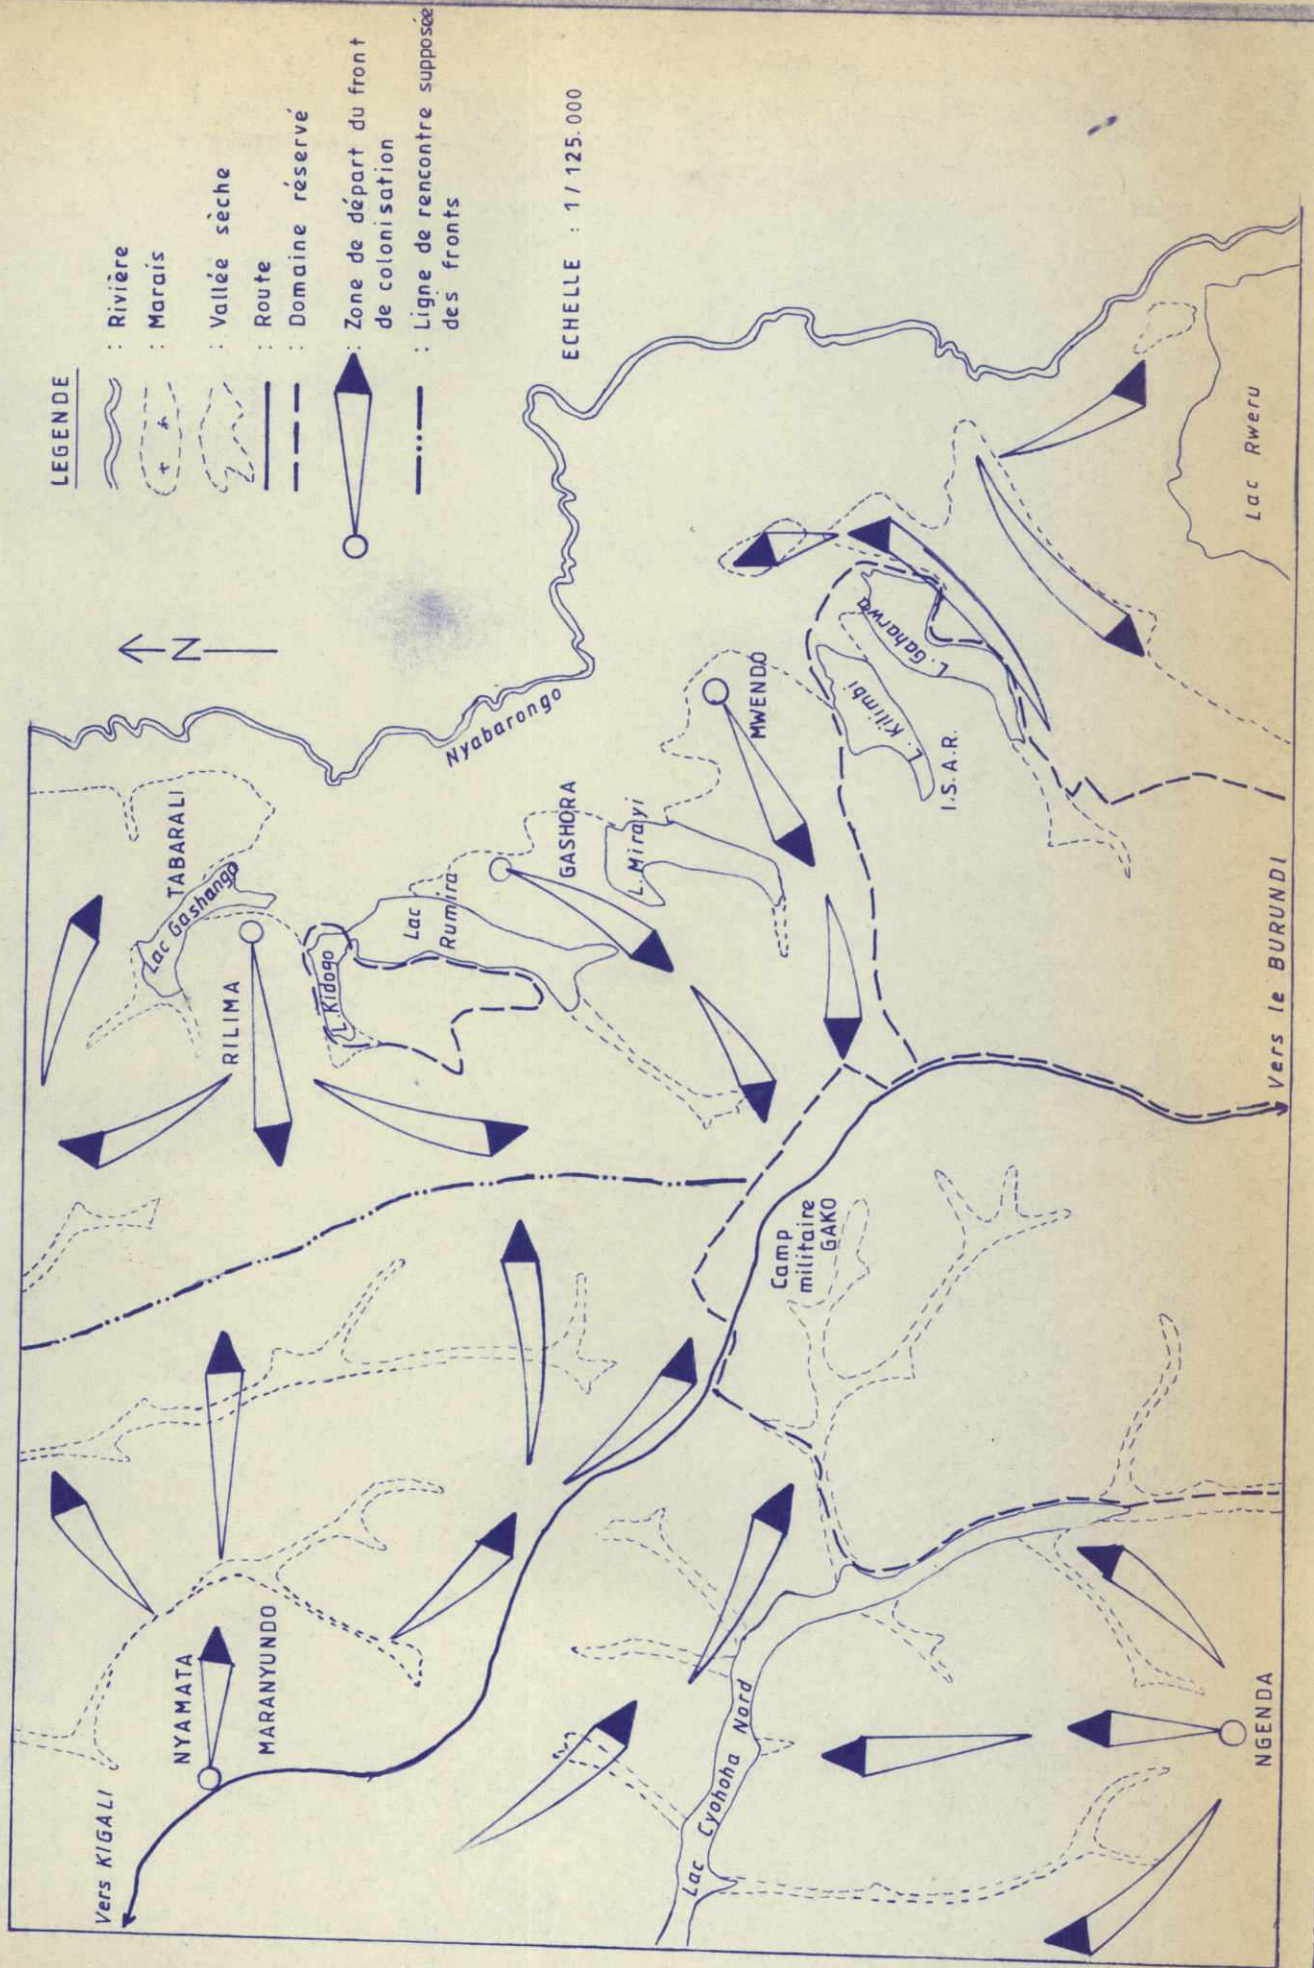 LEGENDE
: Rivière
: Marais
: Vallée sèche
: Route
: Domaine réservé
: Zone de départ du front
de colonisation
: Ligne de rencontre supposée
des fronts
ECHELLE : 1 / 125.000
N
Vers KIGALI
NYAMATA
MARANYUNDO
RILIMA
TABARALI
Lac Gashango
L. Kidogo
Lac
Rumira
Nyabarongo
GASHORA
L. Mirayi
MWENDO
L. Kilimbi
L. Gaharwa
I.S.A.R.
Camp
militaire
GAKO
Lac Cyohoha Nord
NGENDA
Vers le BURUNDI
Lac Rweru